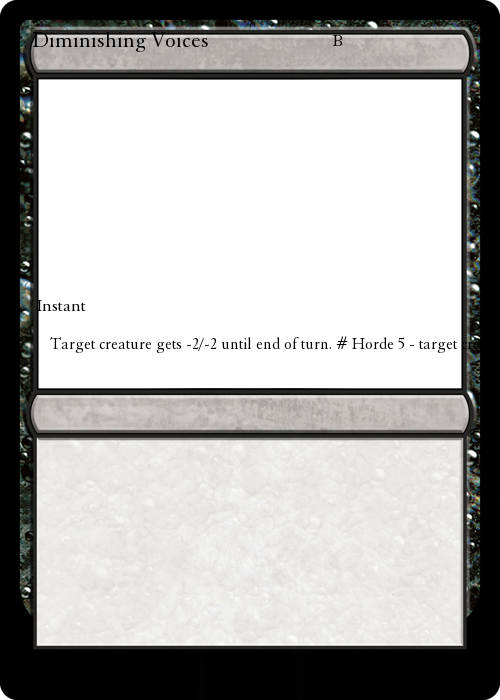 Diminishing Voices B
Instant
Target creature gets -2/-2 until end of turn. # Horde 5 - target